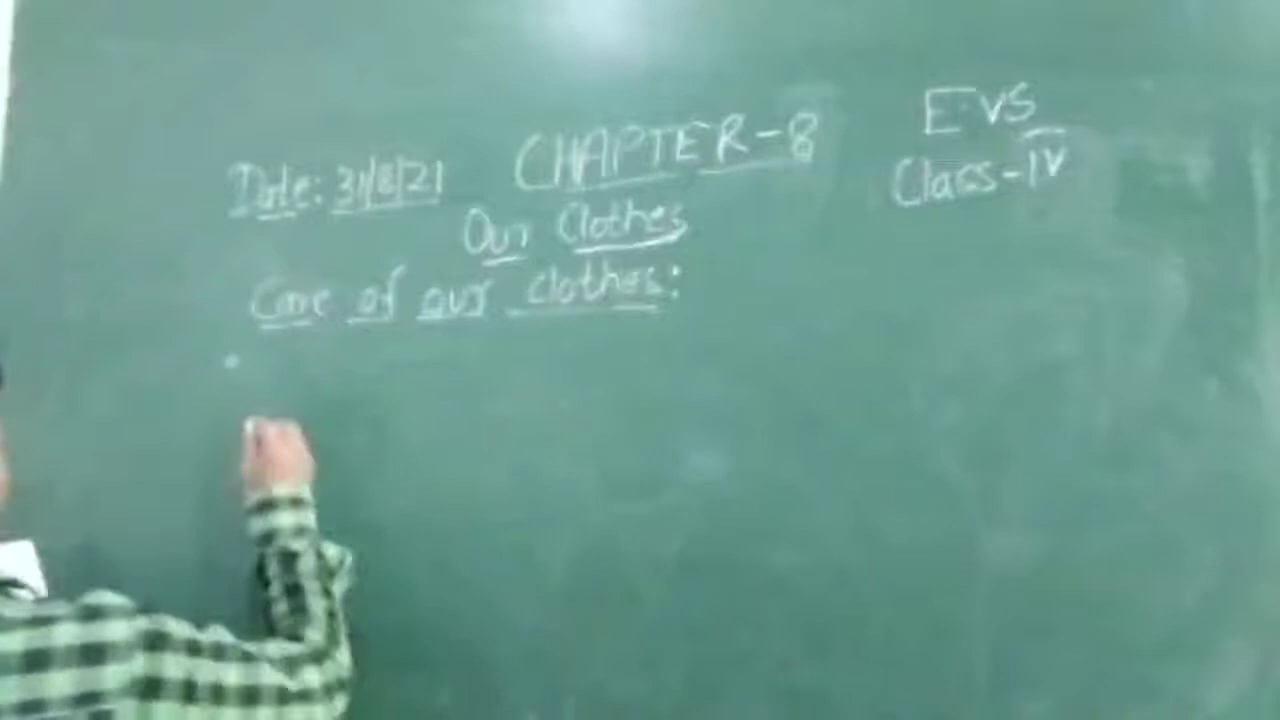 Date: 31/8/21
CHAPTER-8
EVS
Class-IV
Our Clothes
Care of our clothes: